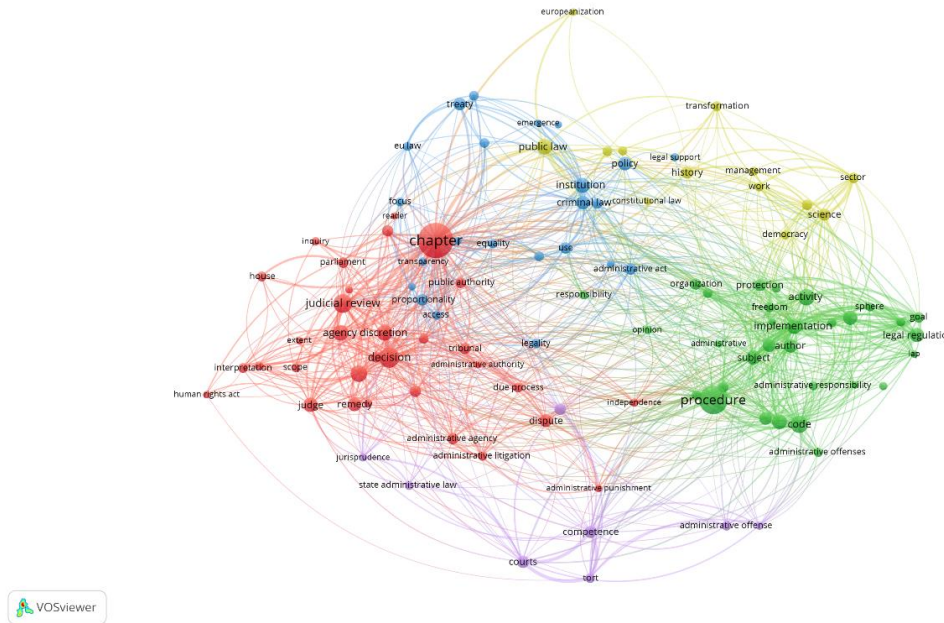 europeanization
treaty
transformation
emergence
eu law
public law
legal support
policy
history
management
sector
institution
work
focus
criminal law
constitutional law
reader
science
chapter
democracy
inquiry
equality
use
transparency
parliament
administrative act
house
public authority
organization
protection
responsibility
activity
judicial review
proportionality
freedom
sphere
access
goal
implementation
opinion
agency discretion
legal regulation
extent
legality
administrative
author
tribunal
decision
subject
iap
administrative authority
interpretation
scope
due process
administrative responsibility
human rights act
procedure
independence
judge
remedy
dispute
code
administrative agency
administrative litigation
administrative offenses
jurisprudence
state administrative law
administrative punishment
competence
administrative offense
courts
tort
VOSviewer